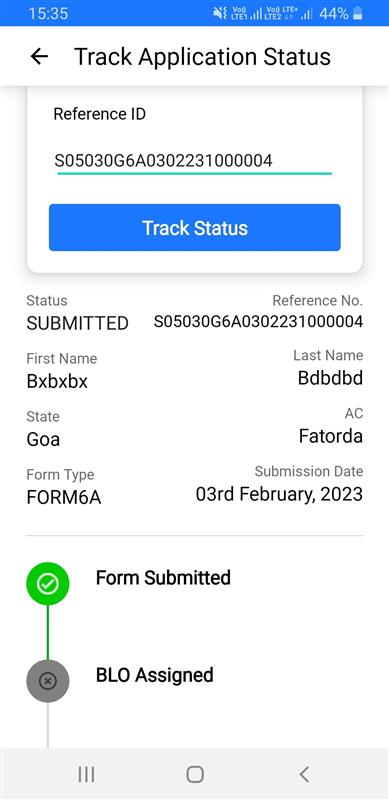 15:35 Vo) LTE1 Vo) LTE+ LTE2 44%
Track Application Status
Reference ID
S05030G6A0302231000004
Track Status
Status Reference No.
SUBMITTED S05030G6A0302231000004
First Name Last Name
Bxbxbx Bdbdbd
State AC
Goa Fatorda
Form Type Submission Date
FORM6A 03rd February, 2023
Form Submitted
BLO Assigned